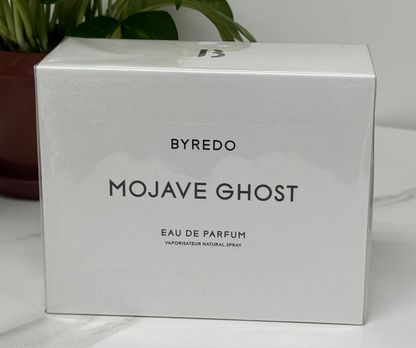 B
BYREDO
MOJAVE GHOST
EAU DE PARFUM
VAPORISATEUR NATURAL SPRAY